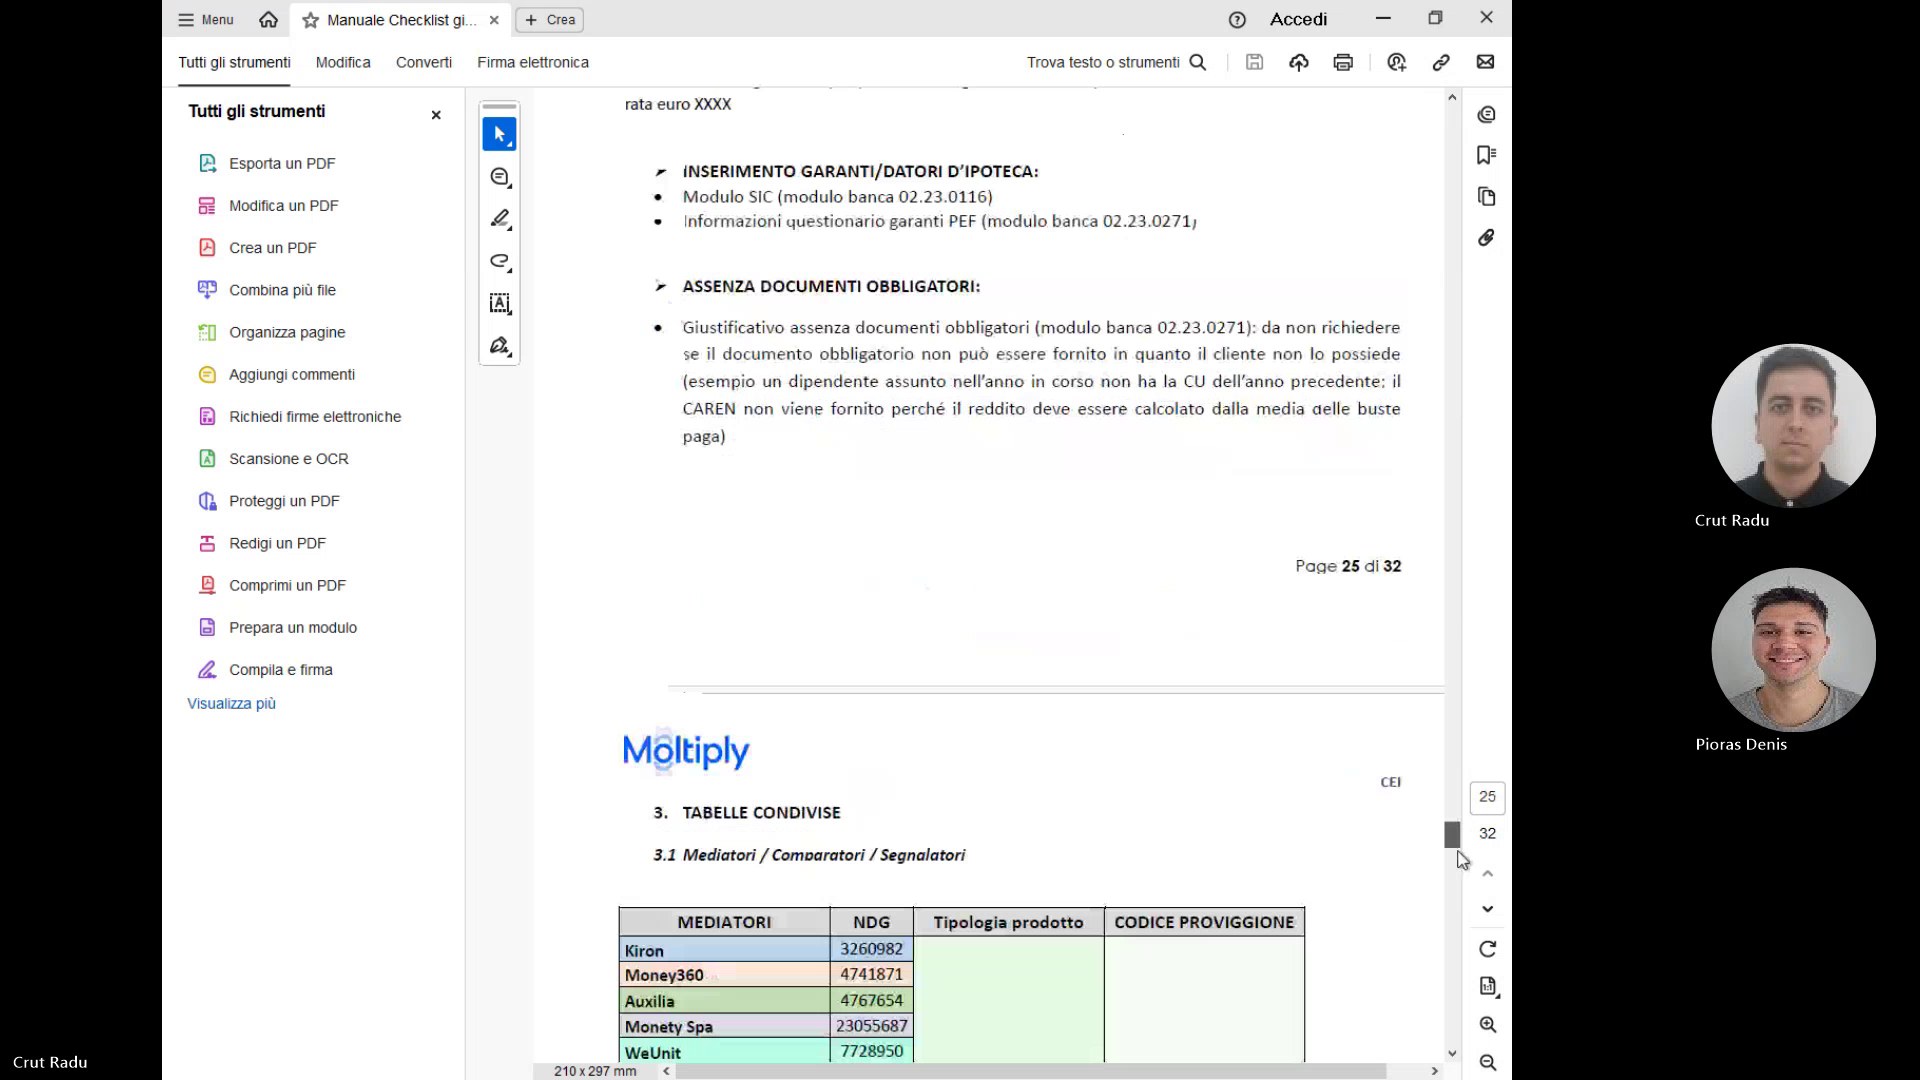 Menu
Manuale Checklist gi...
Crea
Accedi
Tutti gli strumenti
Modifica
Converti
Firma elettronica
Trova testo o strumenti
Tutti gli strumenti
Esporta un PDF
Modifica un PDF
Crea un PDF
Combina più file
Organizza pagine
Aggiungi commenti
Richiedi firme elettroniche
Scansione e OCR
Proteggi un PDF
Redigi un PDF
Comprimi un PDF
Prepara un modulo
Compila e firma
Visualizza più
rata euro XXXX
INSERIMENTO GARANTI/DATORI D'IPOTECA:
Modulo SIC (modulo banca 02.23.0116)
Informazioni questionario garanti PEF (modulo banca 02.23.0271)
ASSENZA DOCUMENTI OBBLIGATORI:
Giustificativo assenza documenti obbligatori (modulo banca 02.23.0271): da non richiedere
se il documento obbligatorio non può essere fornito in quanto il cliente non lo possiede
(esempio un dipendente assunto nell'anno in corso non ha la CU dell'anno precedente; il
CAREN non viene fornito perché il reddito deve essere calcolato dalla media delle buste
paga)
Page 25 di 32
Moltiply
CEI
3. TABELLE CONDIVISE
3.1 Mediatori / Comparatori / Segnalatori
MEDIATORI NDG Tipologia prodotto CODICE PROVIGGIONE
Kiron 3260982
Money360 4741871
Auxilia 4767654
Monety Spa 23055687
WeUnit 7728950
210 x 297 mm
25
32
Crut Radu
Pioras Denis
Crut Radu